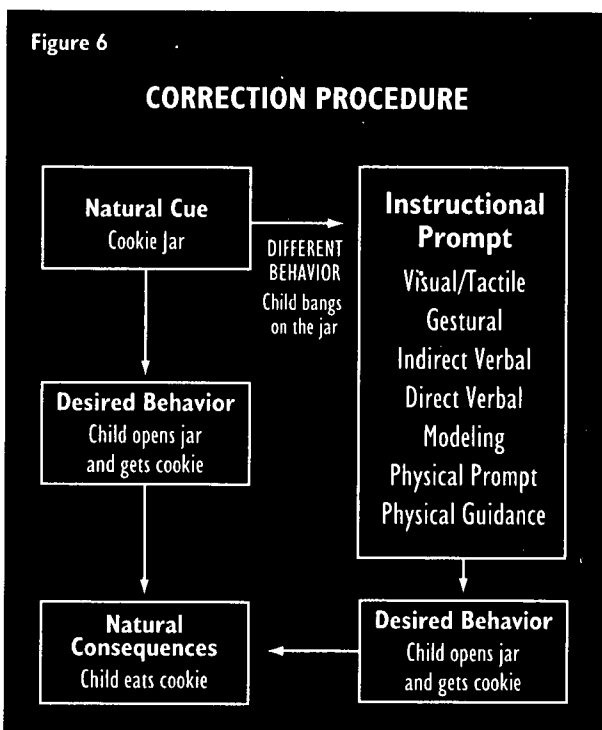 Figure 6
CORRECTION PROCEDURE
Natural Cue
Cookie Jar
DIFFERENT
BEHAVIOR
Child bangs
on the jar
Instructional
Prompt
Visual/Tactile
Gestural
Indirect Verbal
Direct Verbal
Modeling
Physical Prompt
Physical Guidance
Desired Behavior
Child opens jar
and gets cookie
Natural
Consequences
Child eats cookie
Desired Behavior
Child opens jar
and gets cookie